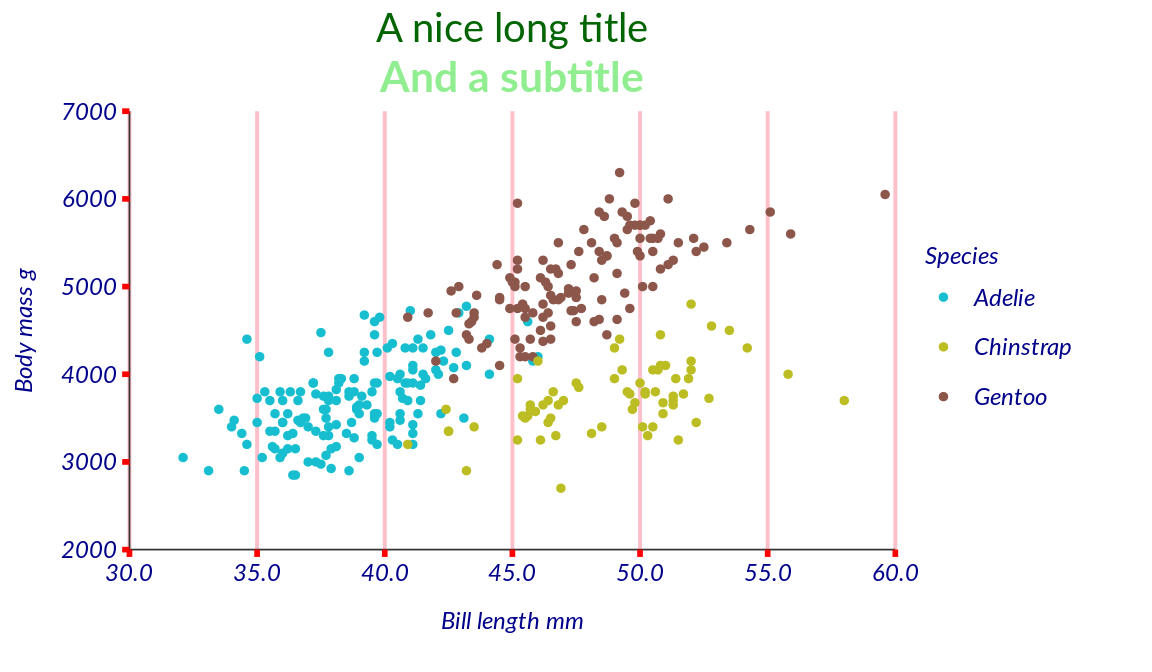 A nice long title
And a subtitle
7000
6000
5000
4000
3000
2000
Body mass g
30.0 35.0 40.0 45.0 50.0 55.0 60.0
Bill length mm
Species
Adelie
Chinstrap
Gentoo